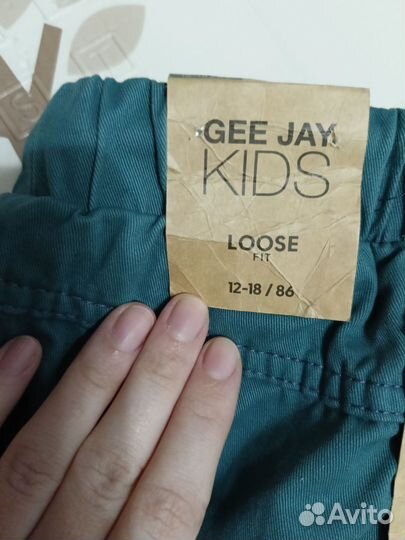 GEE JAY
KIDS
LOOSE
FIT
12-18 / 86
Avito